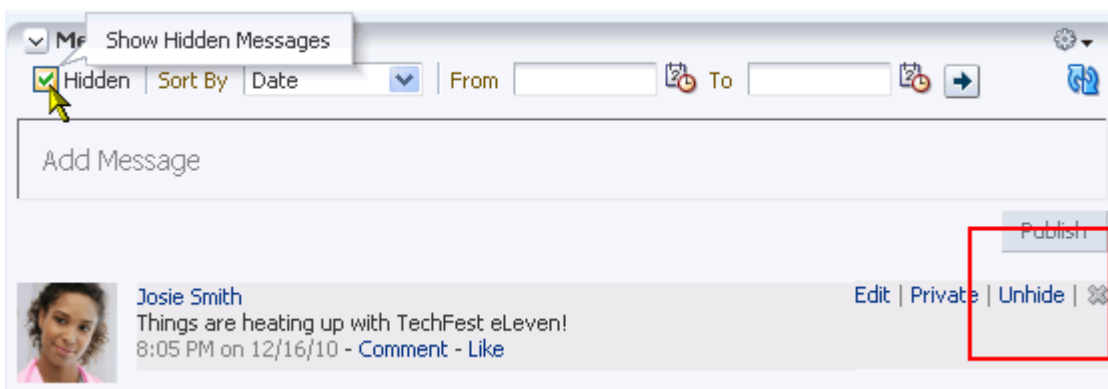 Show Hidden Messages
Hidden | Sort By Date From To
Add Message
Publish
Josie Smith Edit | Private | Unhide |
Things are heating up with TechFest eLeven!
8:05 PM on 12/16/10 - Comment - Like